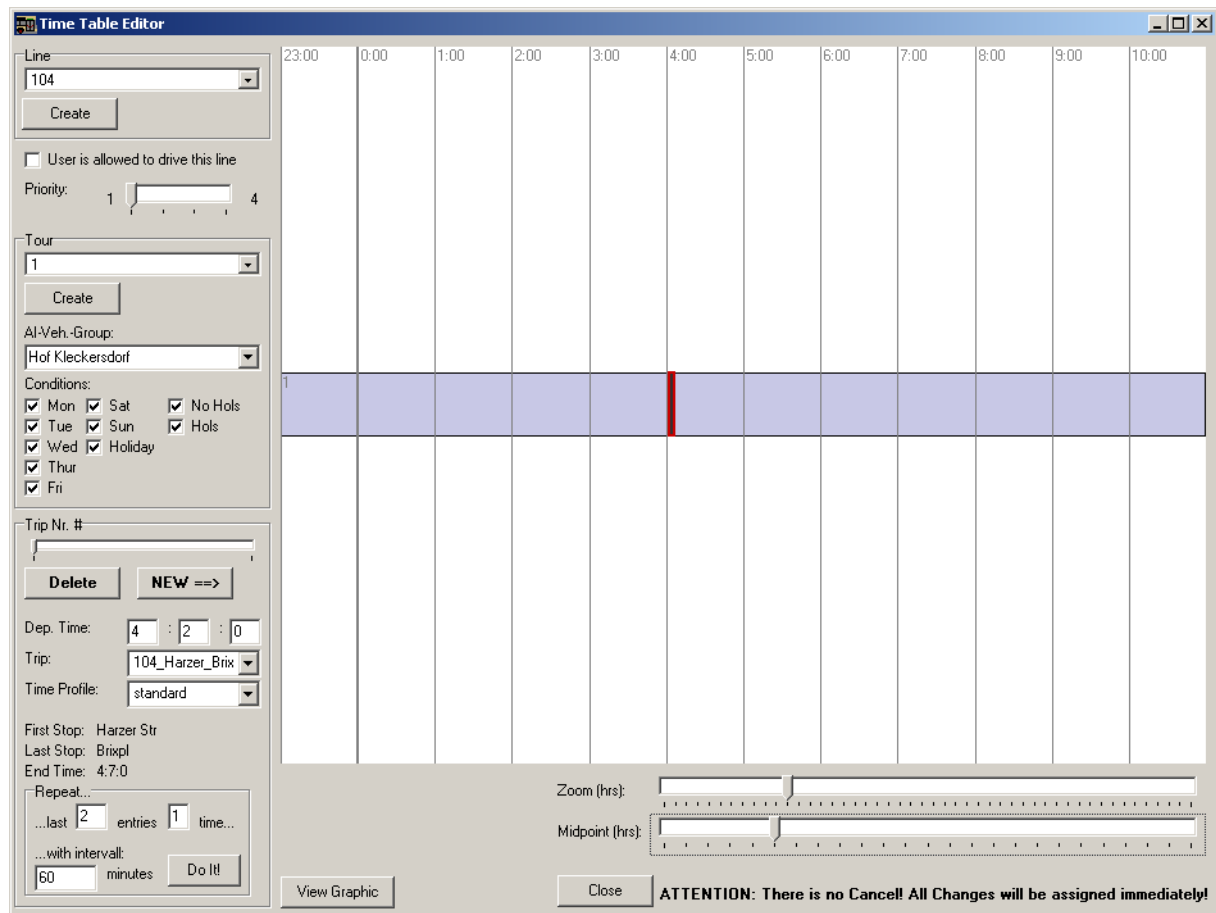 Time Table Editor
Line
104
Create
User is allowed to drive this line
Priority:
1
4
Tour
1
Create
AI-Veh.-Group:
Hof Kleckersdorf
Conditions:
Mon Sat No Hols
Tue Sun Hols
Wed Holiday
Thur
Fri
Trip Nr. #
Delete NEW ==>
Dep. Time: 4 : 2 : 0
Trip: 104_Harzer_Brix
Time Profile: standard
First Stop: Harzer Str
Last Stop: Brixpl
End Time: 4:7:0
Repeat...
...last 2 entries 1 time...
...with intervall:
60 minutes Do It!
23:00 0:00 1:00 2:00 3:00 4:00 5:00 6:00 7:00 8:00 9:00 10:00
1
Zoom (hrs):
Midpoint (hrs):
View Graphic Close ATTENTION: There is no Cancel! All Changes will be assigned immediately!